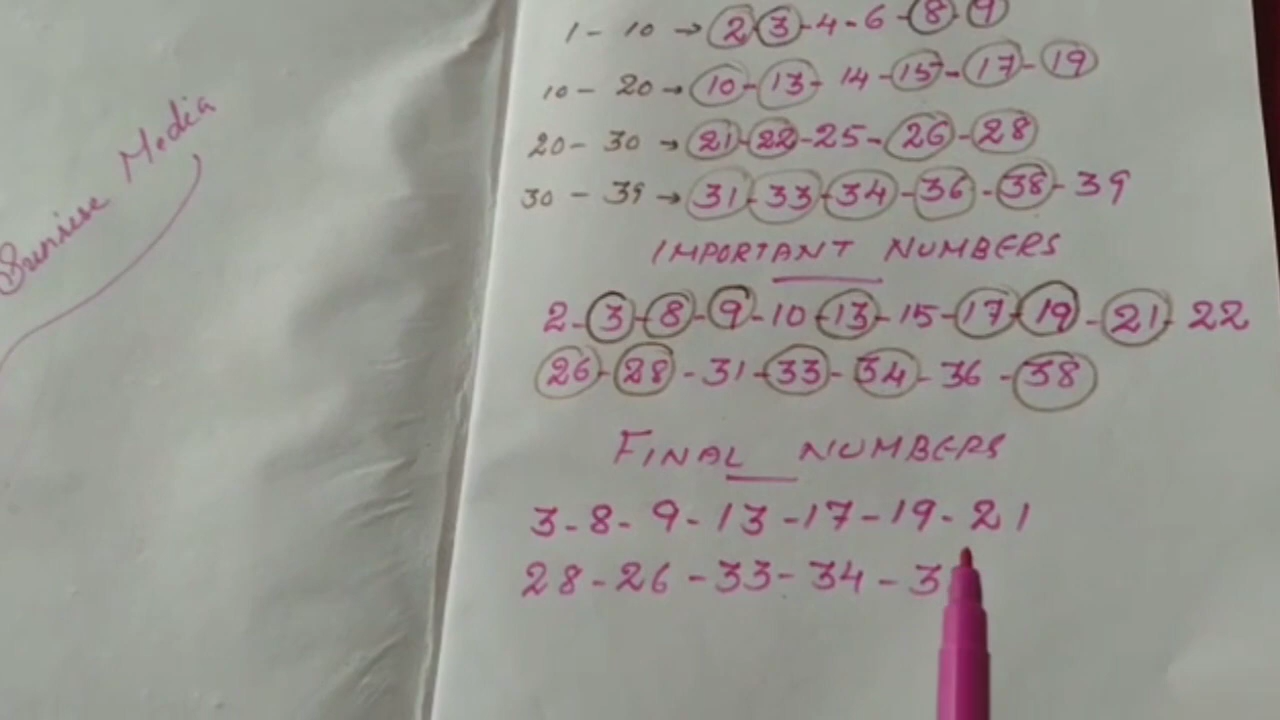 1 - 10 → 2 3 - 4 - 6 - 8 - 9
10 - 20 → 10 - 13 - 14 - 15 - 17 - 19
20 - 30 → 21 - 22 - 25 - 26 - 28
30 - 39 → 31 - 33 - 34 - 36 - 38 - 39
IMPORTANT NUMBERS
2 - 3 - 8 - 9 - 10 - 13 - 15 - 17 - 19 - 21 - 22
26 - 28 - 31 - 33 - 34 - 36 - 38
FINAL NUMBERS
3 - 8 - 9 - 13 - 17 - 19 - 21
28 - 26 - 33 - 34 - 3
Sunrise Media